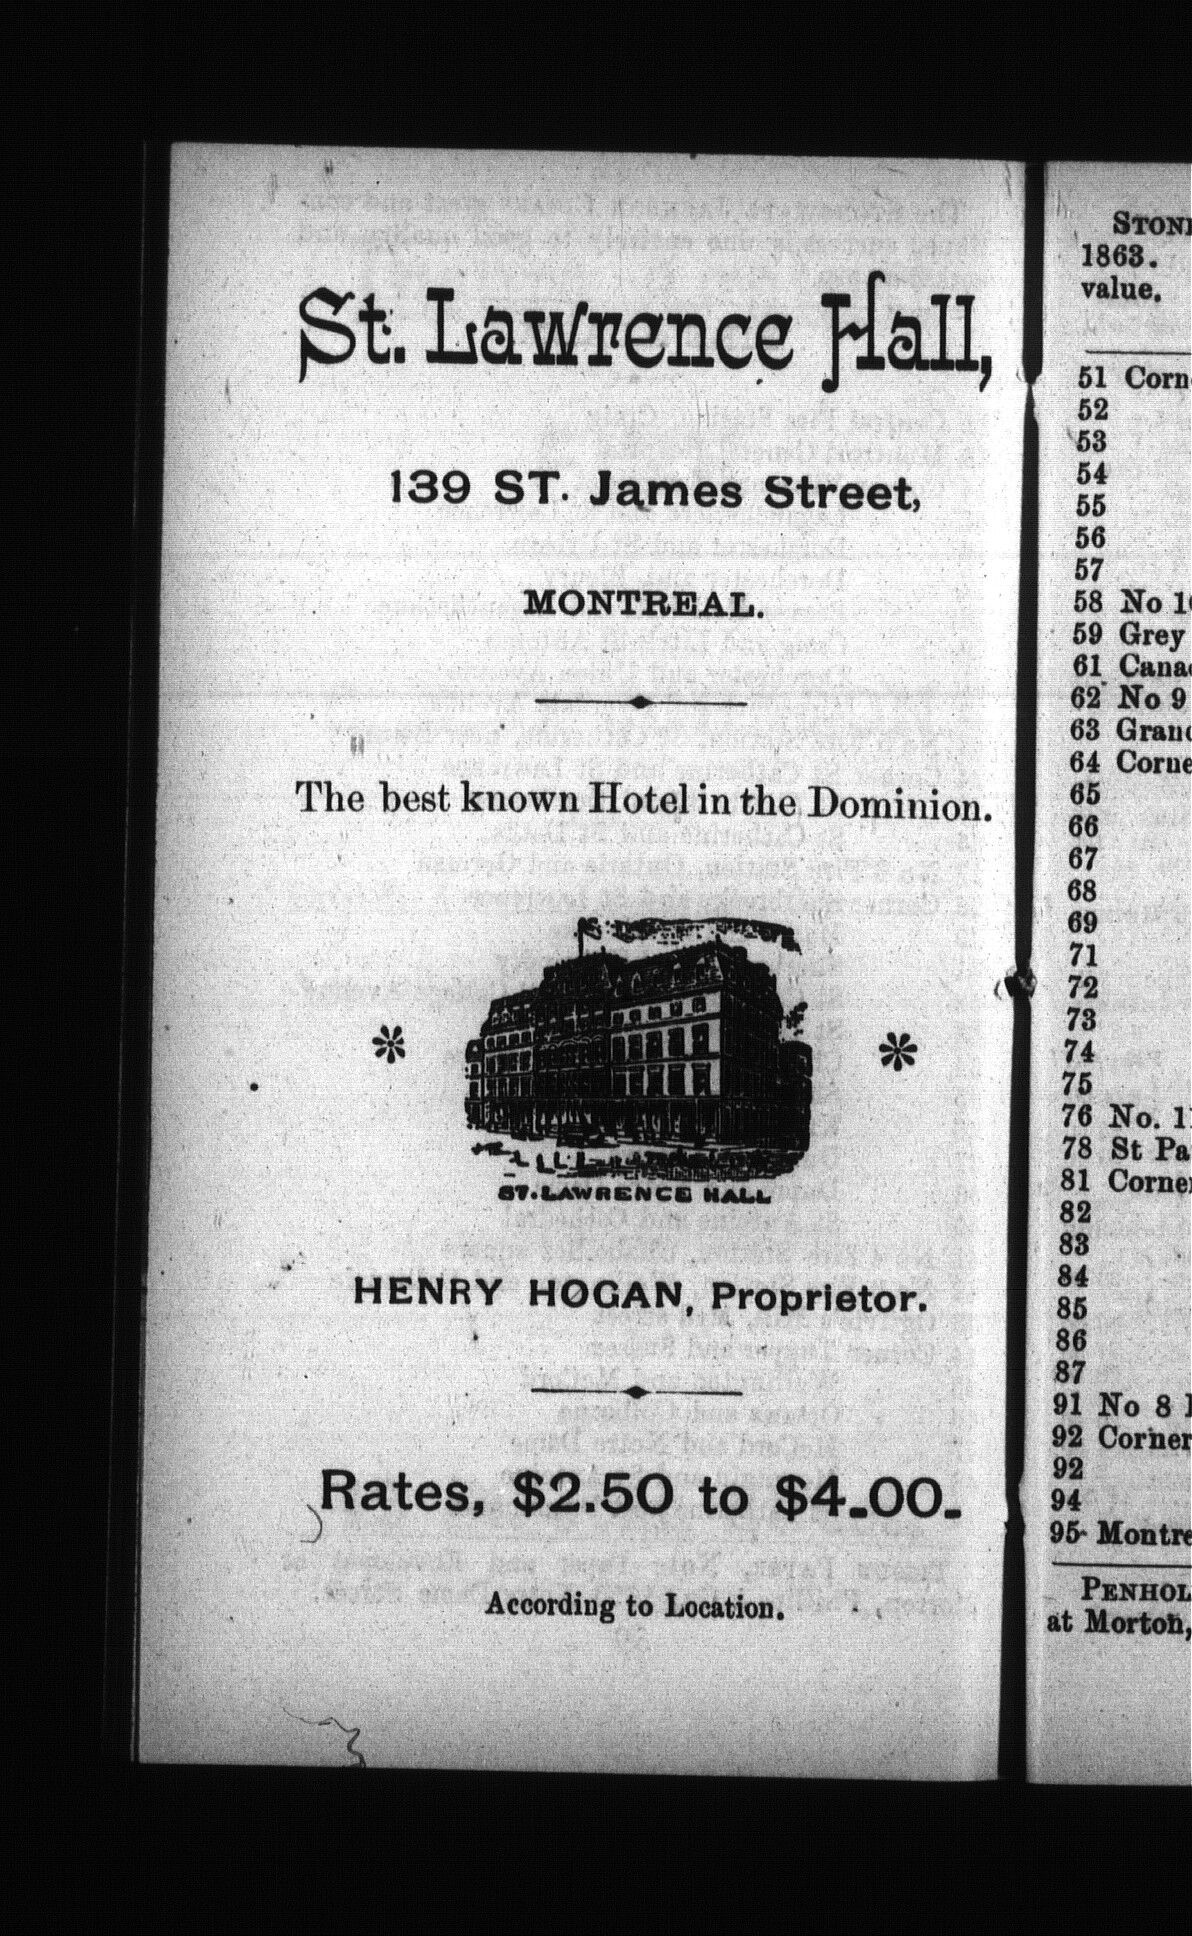 St. Lawrence Hall,
139 ST. James Street,
MONTREAL.
The best known Hotel in the Dominion.
ST. LAWRENCE HALL
HENRY HOGAN, Proprietor.
Rates, $2.50 to $4.00.
According to Location.
1863.
value.
51
52
53
54
55
56
57
58 No
59 Grey
61
62 No 9
63
64
65
66
67
68
69
71
72
73
74
75
76 No.
78 St
81
82
83
84
85
86
87
91 No 8
92 Corner
92
94
95
at Morton,